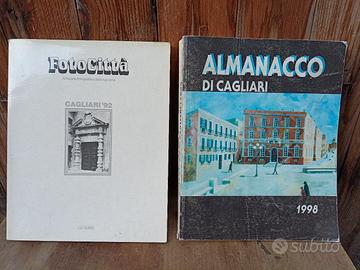 FotoCittà
CAGLIARI '92
ALMANACCO
DI CAGLIARI
1998
subito